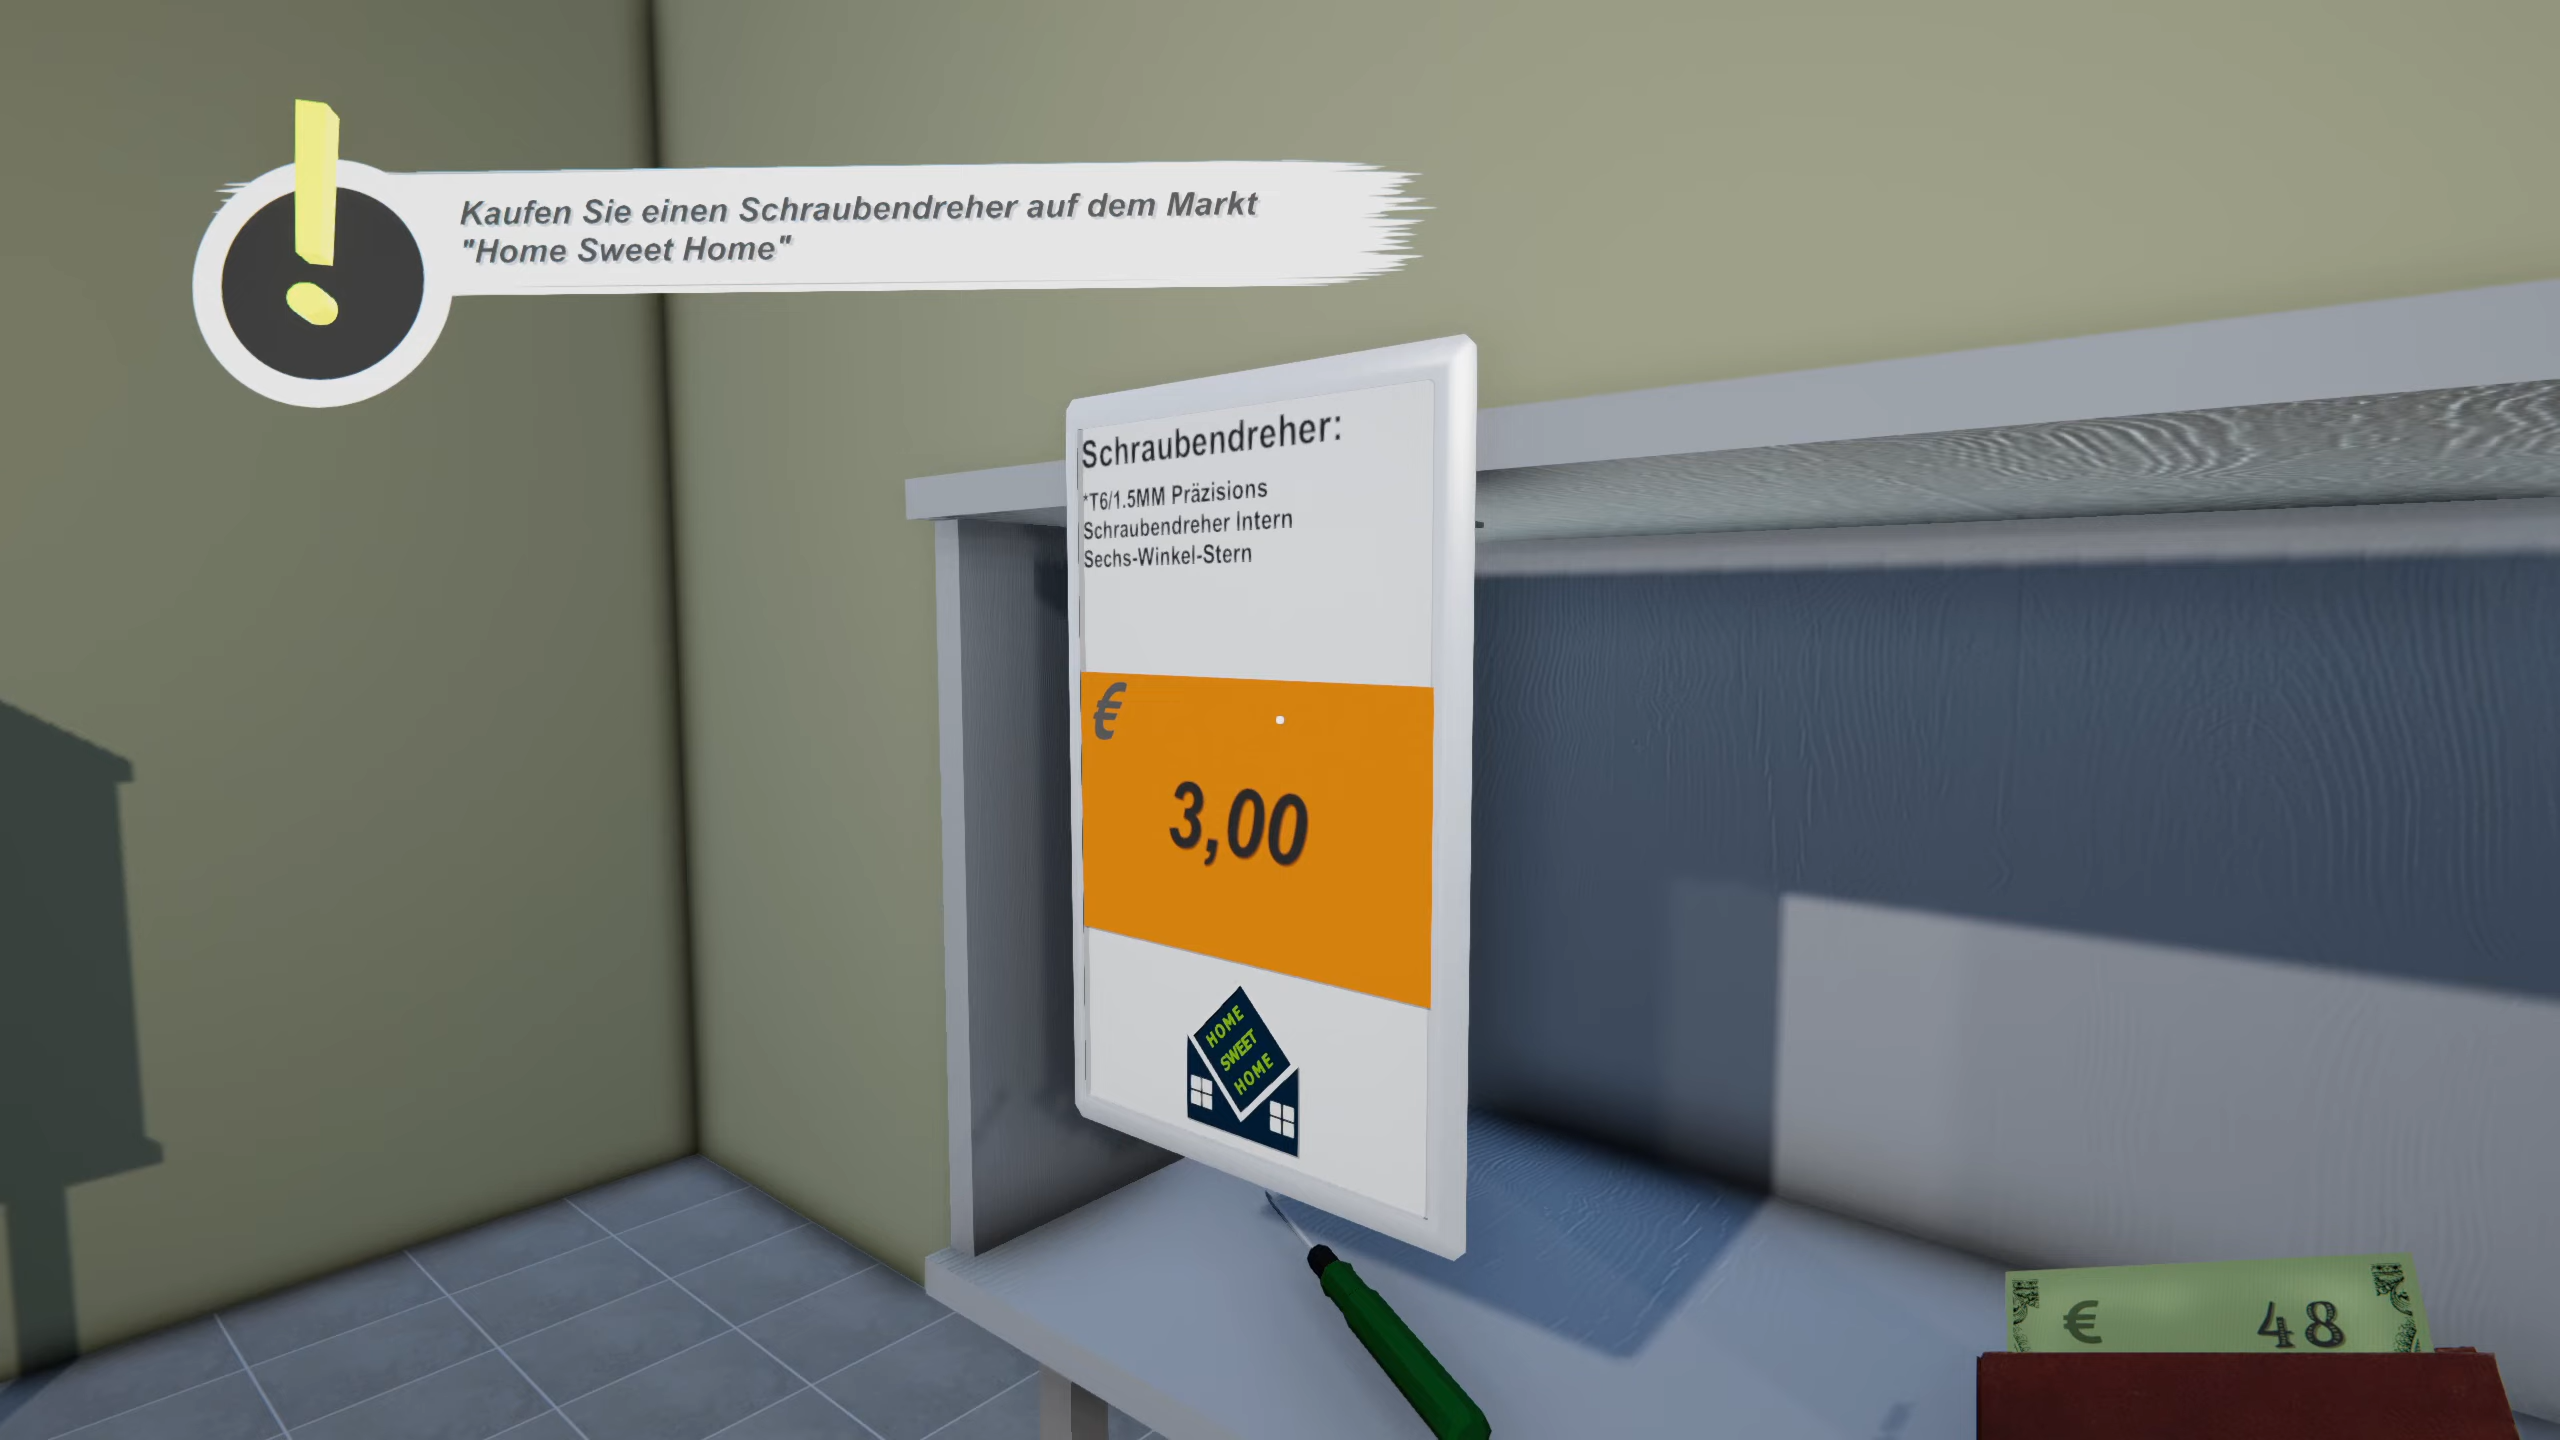 Kaufen Sie einen Schraubendreher auf dem Markt
"Home Sweet Home"
Schraubendreher:
*T6/1.5MM Präzisions
Schraubendreher Intern
Sechs-Winkel-Stern
€
3,00
HOME
SWEET
HOME
€ 48